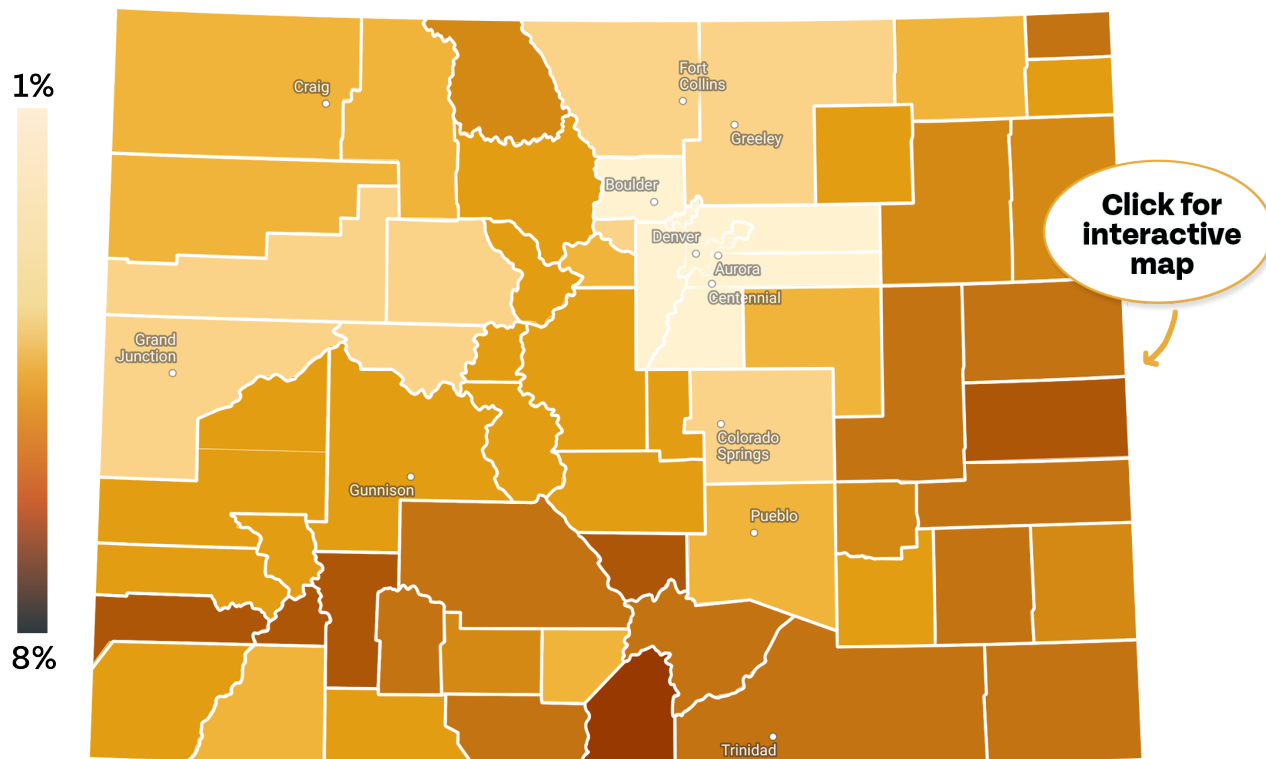 1%
8%
Craig
Fort
Collins
Greeley
Boulder
Denver
Aurora
Centennial
Grand
Junction
Colorado
Springs
Gunnison
Pueblo
Trinidad
Click for
interactive
map